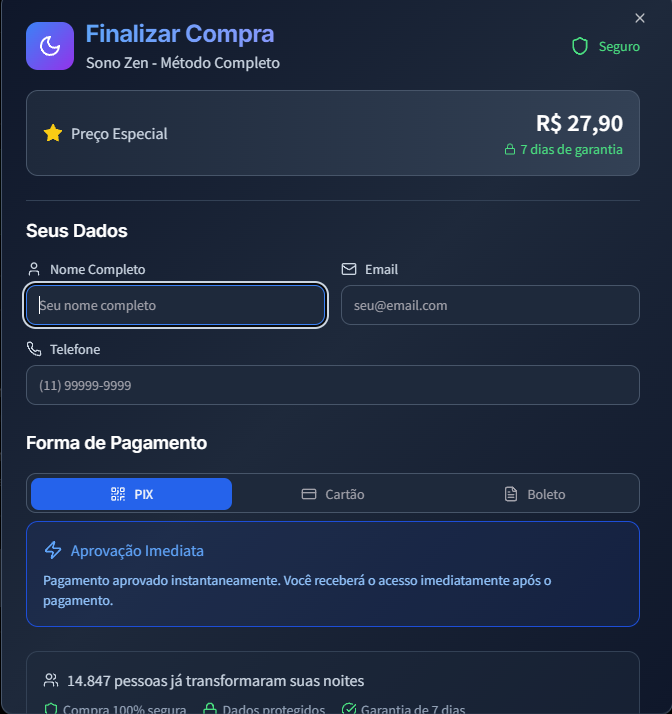 Finalizar Compra
Sono Zen - Método Completo
Seguro
Preço Especial
R$ 27,90
7 dias de garantia
Seus Dados
Nome Completo
Email
Seu nome completo
seu@email.com
Telefone
(11) 99999-9999
Forma de Pagamento
PIX
Cartão
Boleto
Aprovação Imediata
Pagamento aprovado instantaneamente. Você receberá o acesso imediatamente após o
pagamento.
14.847 pessoas já transformaram suas noites
Compra 100% segura
Dados protegidos
Garantia de 7 dias